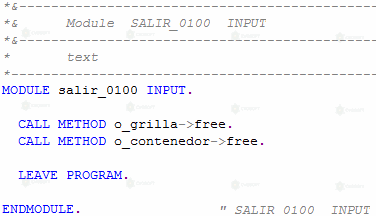 *&---------------------------------------------
*&      Module  SALIR_0100  INPUT
*&---------------------------------------------
*       text
*----------------------------------------------
MODULE salir_0100 INPUT.
CALL METHOD o_grilla->free.
CALL METHOD o_contenedor->free.
LEAVE PROGRAM.
ENDMODULE.                 " SALIR_0100  INPUT